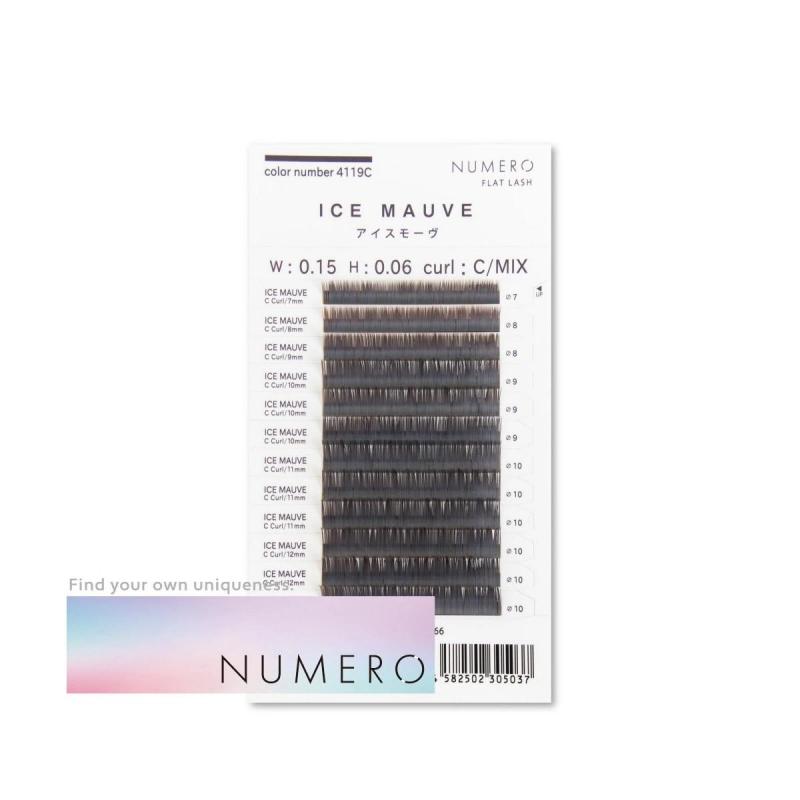 color number 4119C
NUMERO
FLAT LASH
ICE MAUVE
アイスモーヴ
W : 0.15 H : 0.06 curl : C/MIX
ICE MAUVE
C Curl/7mm
⌀7
◀
UP
ICE MAUVE
C Curl/8mm
⌀8
ICE MAUVE
C Curl/9mm
⌀8
ICE MAUVE
C Curl/10mm
⌀9
ICE MAUVE
C Curl/10mm
⌀9
ICE MAUVE
C Curl/10mm
⌀9
ICE MAUVE
C Curl/11mm
⌀10
ICE MAUVE
C Curl/11mm
⌀10
ICE MAUVE
C Curl/11mm
⌀10
ICE MAUVE
C Curl/12mm
⌀10
ICE MAUVE
C Curl/12mm
⌀10
⌀10
Find your own uniqueness.
NUMERO
66
582502 305037